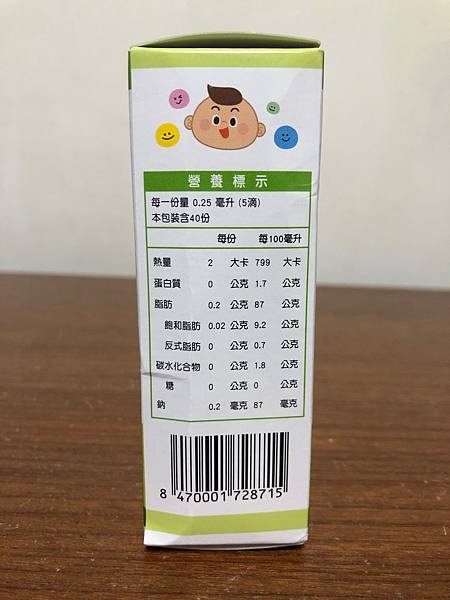 營養標示
每一份量 0.25 毫升 (5滴)
本包裝含40份
每份 每100毫升
熱量 2 大卡 799 大卡
蛋白質 0 公克 1.7 公克
脂肪 0.2 公克 87 公克
飽和脂肪 0.02 公克 9.2 公克
反式脂肪 0 公克 0.7 公克
碳水化合物 0 公克 1.8 公克
糖 0 公克 0 公克
鈉 0.2 毫克 87 毫克
8 470001 728715